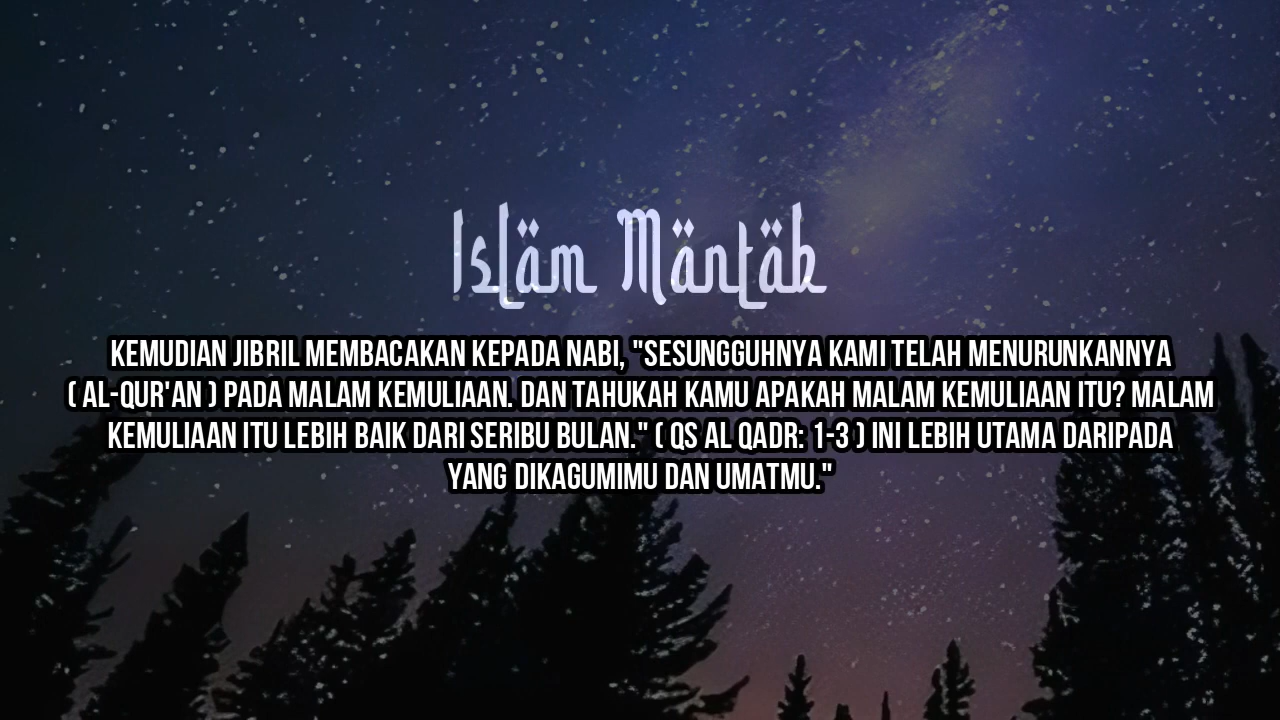 Isläm Mäntäb
KEMUDIAN JIBRIL MEMBACAKAN KEPADA NABI, "SESUNGGUHNYA KAMI TELAH MENURUNKANNYA
( AL-QUR'AN ) PADA MALAM KEMULIAAN. DAN TAHUKAH KAMU APAKAH MALAM KEMULIAAN ITU? MALAM
KEMULIAAN ITU LEBIH BAIK DARI SERIBU BULAN." ( QS AL QADR: 1-3 ) INI LEBIH UTAMA DARIPADA
YANG DIKAGUMIMU DAN UMATMU."